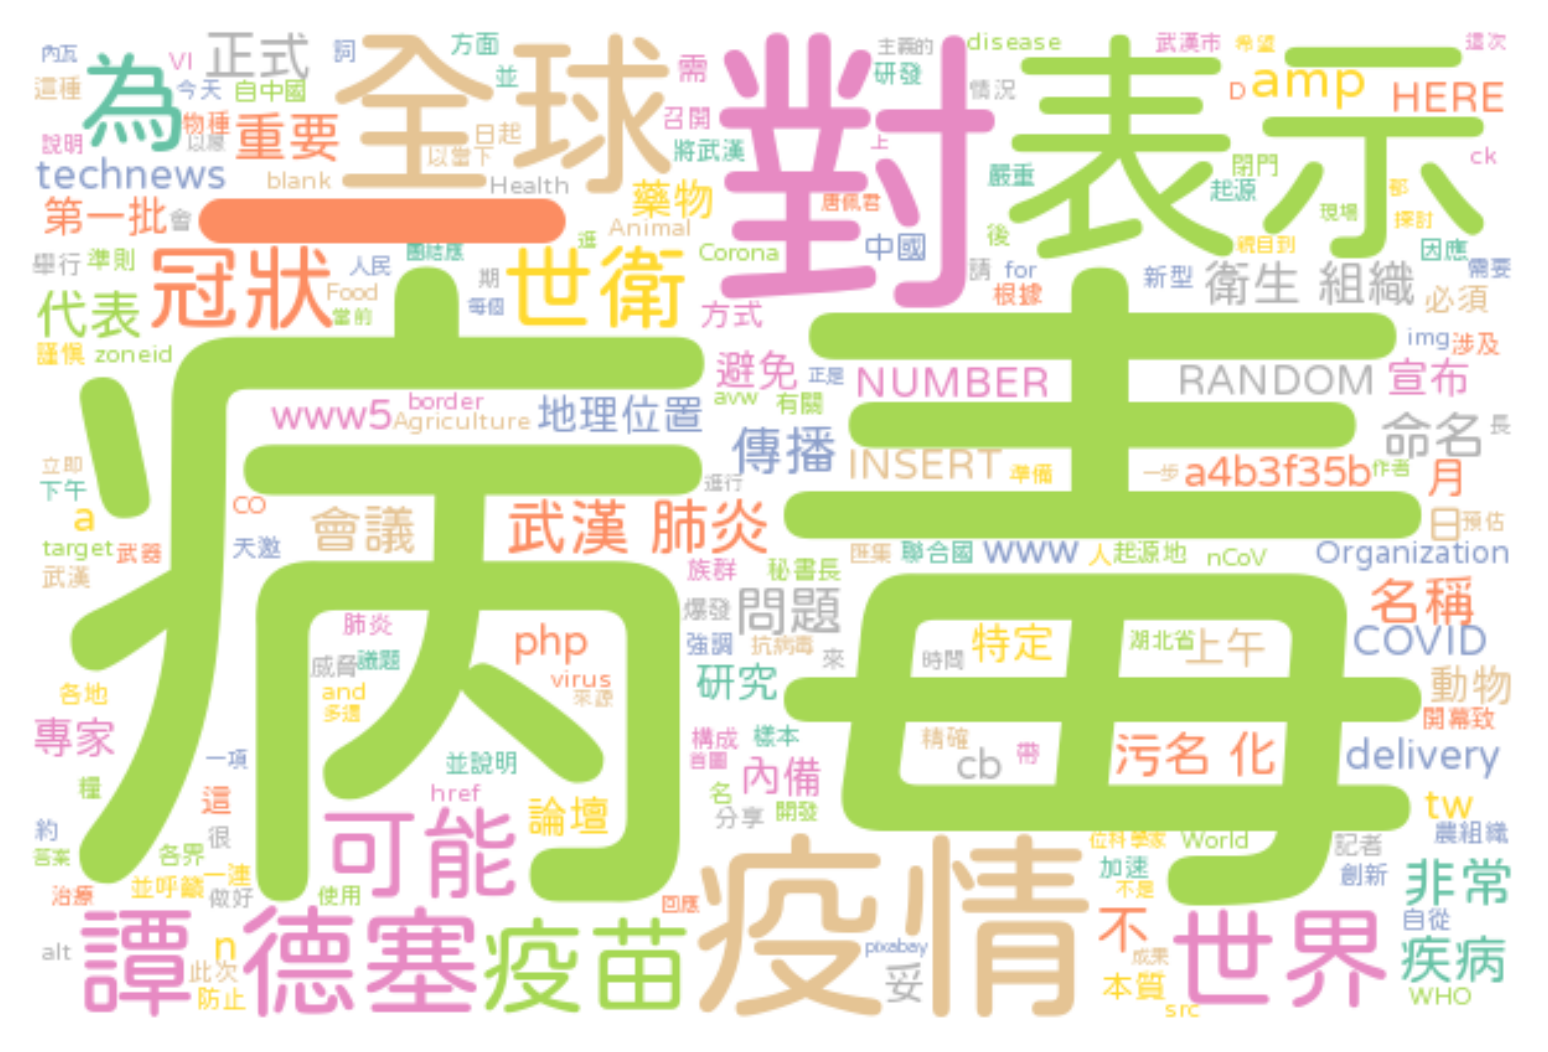 內瓦 VI 正式 詞 全球 方面 需 對 主義的 disease 表示 武漢市 希望 這次
這種 為 今天 自中國 並 研發 情況 D amp HERE
說明 物種 重要 日起 召開 上 ck
technews blank 以當下 Health 將武漢 嚴重 起源 閉門
第一批 會 一 藥物 Animal 唐佩君 現場 探討
舉行 準則 冠狀 人民 團結應 世衛 Corona 中國 後 親自到 因應
代表 Food 當前 期 每個 方式 請 for 根據 新型 衛生 組織 必須 需要
謹慎 zoneid 病毒 img 涉及
www5 border Agriculture 地理位置 避免 正是 NUMBER RANDOM 宣布
avw 有關 命名 長
立即 傳播 INSERT 準備 一步 a4b3f35b 作者 月
下午 CO 會議 武漢 肺炎 進行 日 預估
a target 武器 天邀 匯集 聯合國 www 人 起源地 nCoV Organization
武漢 族群 秘書長 名稱
肺炎 爆發 問題
威脅 議題 php 強調 抗病毒 來 時間 特定 湖北省 上午 COVID
各地 and virus 來源 研究 動物
專家 構成 樣本 精確 帶 開幕致
一項 並說明 首圖 內備 cb 污名 化 delivery
糧 這 href 名 分享 開發 tw
約 很 可能 論壇 位科學家 World 記者 農組織
答案 各界 加速 創新 非常
治療 並呼籲 一連 做好 使用 回應 疫情 不是
譚德塞 疫苗 不 世界 自從
alt n 此次 pixabay 妥 成果 疾病
防止 本質 src WHO